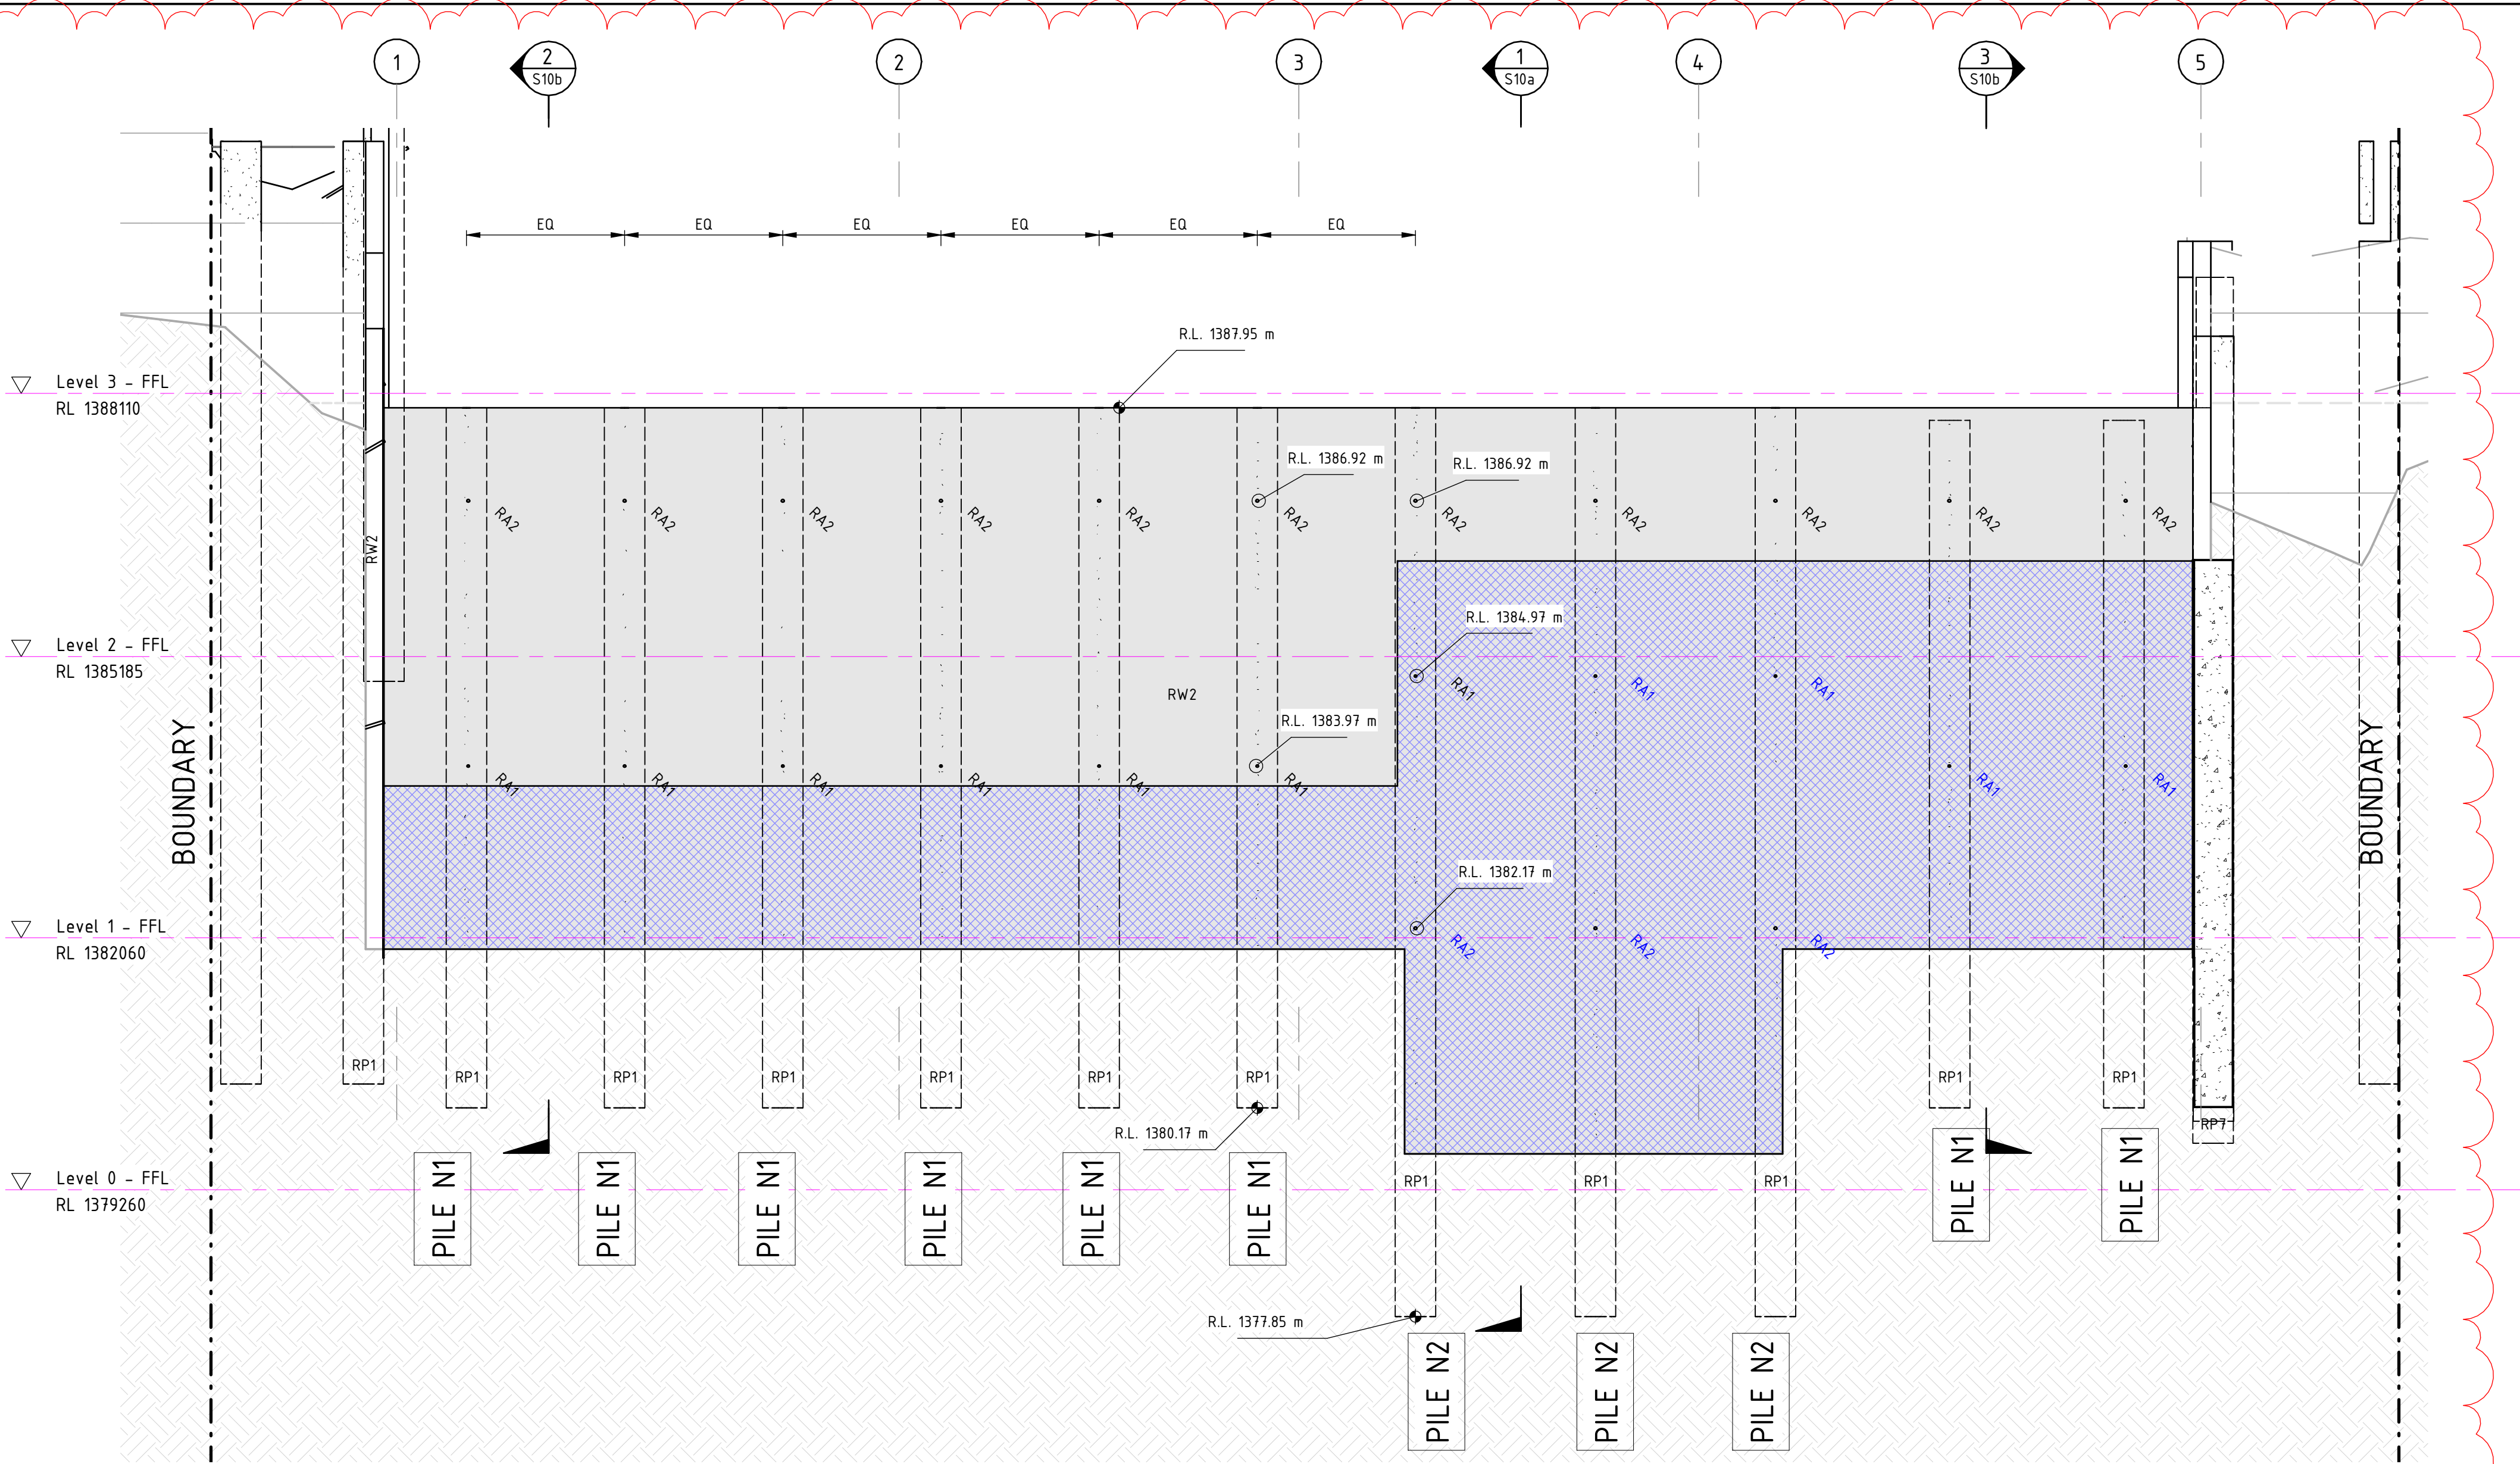 1
2
S10b
2
3
1
S10a
4
3
S10b
5
EQ
EQ
EQ
EQ
EQ
EQ
R.L. 1387.95 m
Level 3 - FFL
RL 1388110
R.L. 1386.92 m
R.L. 1386.92 m
RA2
RA2
RA2
RA2
RA2
RA2
RA2
RA2
RA2
RA2
RA2
RW2
R.L. 1384.97 m
Level 2 - FFL
RL 1385185
RA1
RA1
RA1
RW2
R.L. 1383.97 m
BOUNDARY
BOUNDARY
RA1
RA1
RA1
RA1
RA1
RA1
RA1
RA1
R.L. 1382.17 m
Level 1 - FFL
RL 1382060
RA2
RA2
RA2
RP1
RP1
RP1
RP1
RP1
RP1
RP1
RP1
RP1
RP7
R.L. 1380.17 m
Level 0 - FFL
RL 1379260
RP1
RP1
RP1
PILE N1
PILE N1
PILE N1
PILE N1
PILE N1
PILE N1
PILE N1
PILE N1
R.L. 1377.85 m
PILE N2
PILE N2
PILE N2